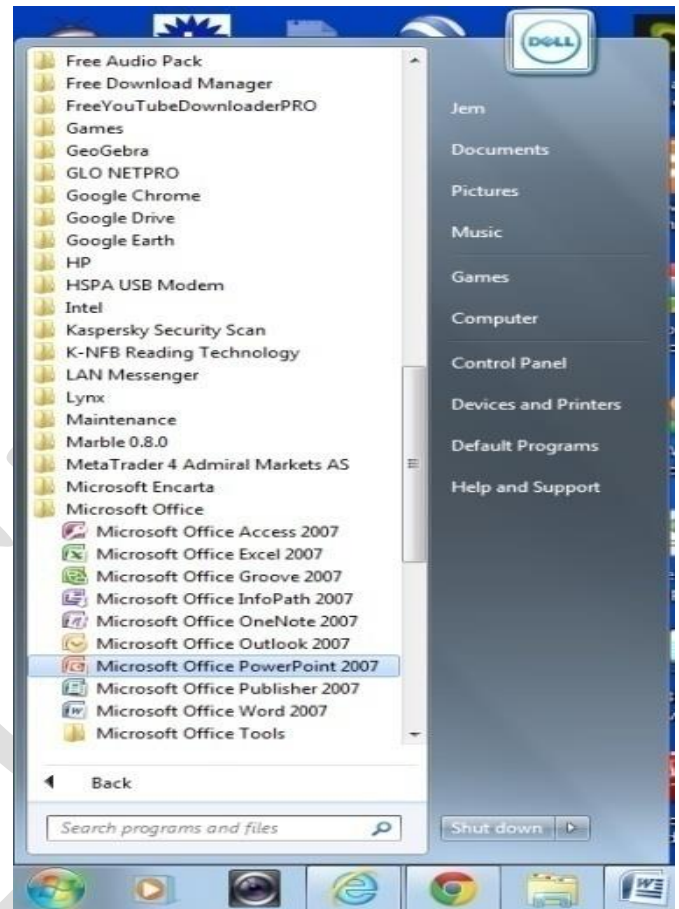 DELL
Free Audio Pack
Free Download Manager
FreeYouTubeDownloaderPRO
Games
GeoGebra
GLO NETPRO
Google Chrome
Google Drive
Google Earth
HP
HSPA USB Modem
Intel
Kaspersky Security Scan
K-NFB Reading Technology
LAN Messenger
Lynx
Maintenance
Marble 0.8.0
MetaTrader 4 Admiral Markets AS
Microsoft Encarta
Microsoft Office
Microsoft Office Access 2007
Microsoft Office Excel 2007
Microsoft Office Groove 2007
Microsoft Office InfoPath 2007
Microsoft Office OneNote 2007
Microsoft Office Outlook 2007
Microsoft Office PowerPoint 2007
Microsoft Office Publisher 2007
Microsoft Office Word 2007
Microsoft Office Tools
Back
Search programs and files
Jem
Documents
Pictures
Music
Games
Computer
Control Panel
Devices and Printers
Default Programs
Help and Support
Shut down